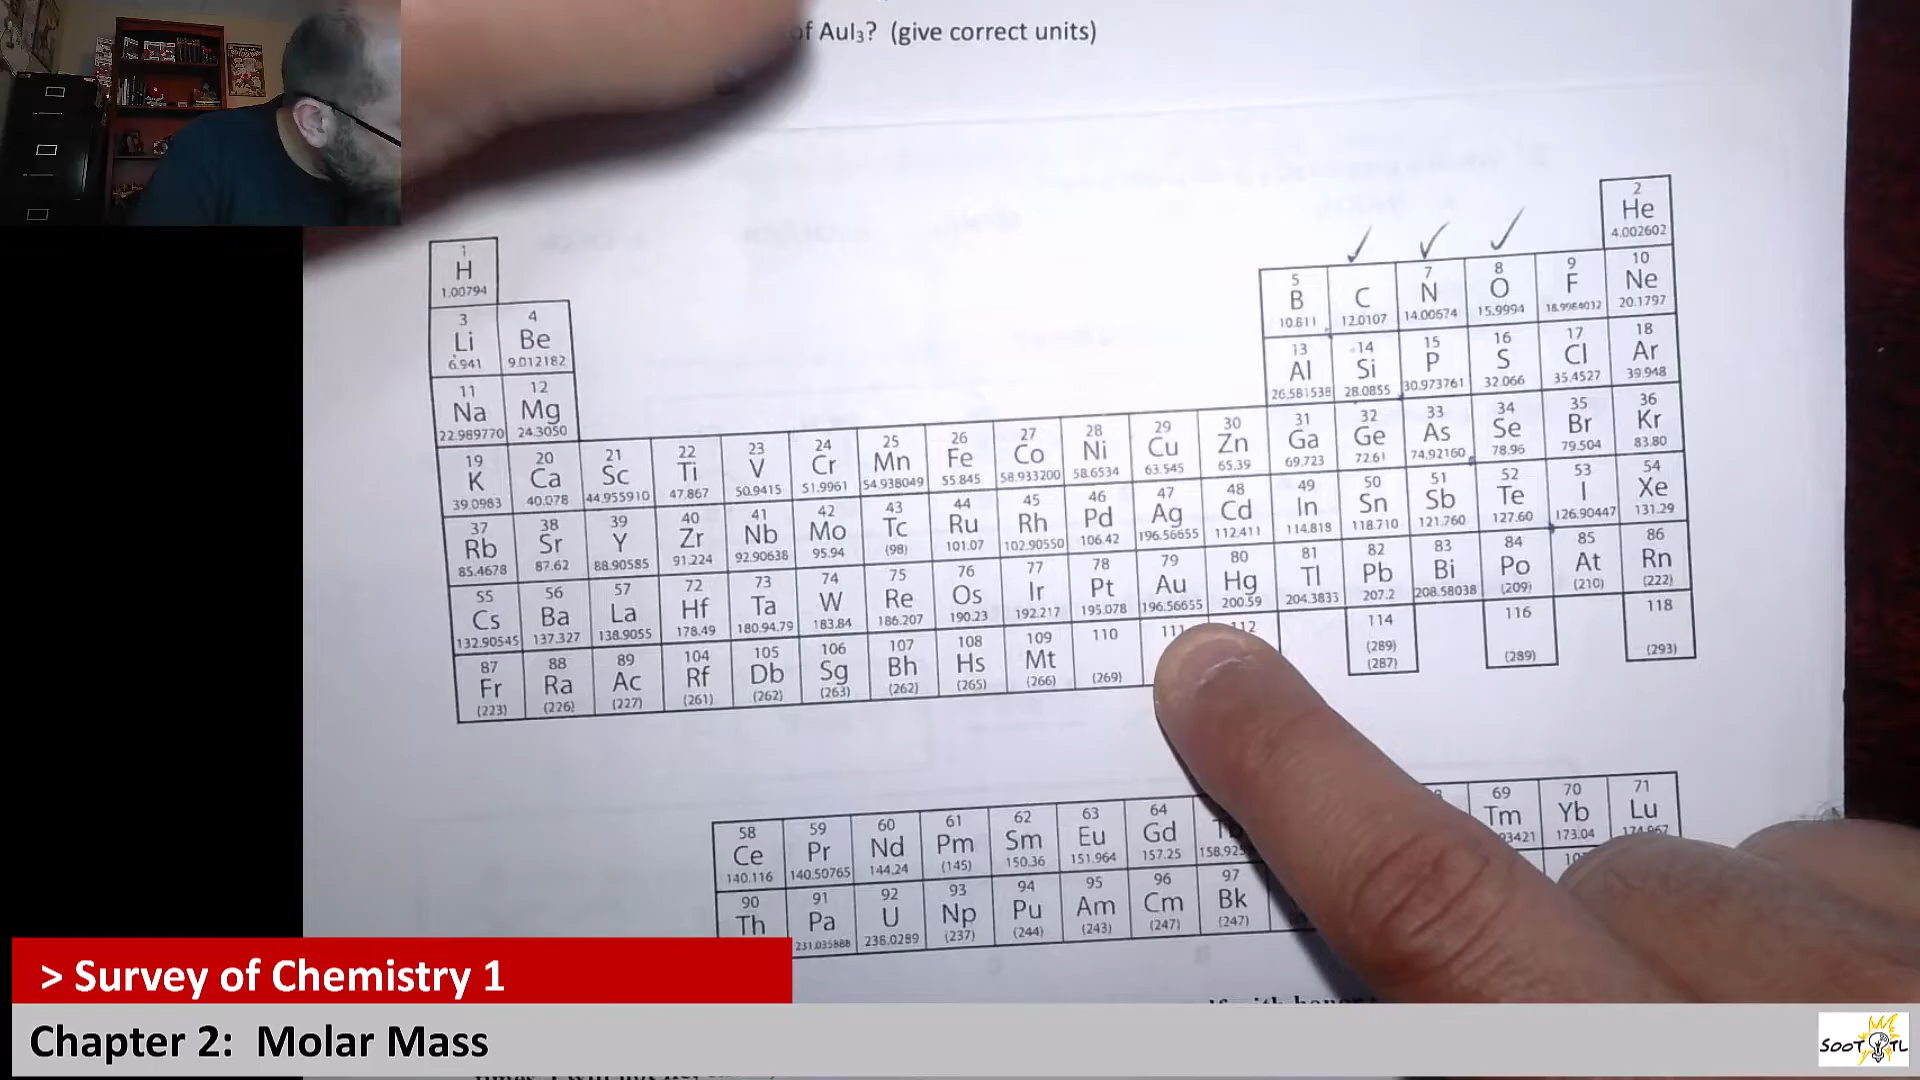 of AuI₃? (give correct units)
2
He
4.002602
1
H
1.00794
5 7 8 9 10
B C N O F Ne
10.811 12.0107 14.00674 15.9994 18.9984032 20.1797
3 4
Li Be
6.941 9.012182
13 14 15 16 17 18
Al Si P S Cl Ar
26.581538 28.0855 30.973761 32.066 35.4527 39.948
11 12
Na Mg
22.989770 24.3050
19 20 21 22 23 24 25 26 27 28 29 30 31 32 33 34 35 36
K Ca Sc Ti V Cr Mn Fe Co Ni Cu Zn Ga Ge As Se Br Kr
39.0983 40.078 44.955910 47.867 50.9415 51.9961 54.938049 55.845 58.933200 58.6534 63.545 65.39 69.723 72.61 74.92160 78.96 79.504 83.80
37 38 39 40 41 42 43 44 45 46 47 48 49 50 51 52 53 54
Rb Sr Y Zr Nb Mo Tc Ru Rh Pd Ag Cd In Sn Sb Te I Xe
85.4678 87.62 88.90585 91.224 92.90638 95.94 (98) 101.07 102.90550 106.42 196.56655 112.411 114.818 118.710 121.760 127.60 126.90447 131.29
55 56 57 72 73 74 75 76 77 78 79 80 81 82 83 84 85 86
Cs Ba La Hf Ta W Re Os Ir Pt Au Hg Tl Pb Bi Po At Rn
132.90545 137.327 138.9055 178.49 180.94.79 183.84 186.207 190.23 192.217 195.078 196.56655 200.59 204.3833 207.2 208.58038 (209) (210) (222)
87 88 89 104 105 106 107 108 109 110 111 112 114 116 118
Fr Ra Ac Rf Db Sg Bh Hs Mt
(223) (226) (227) (261) (262) (263) (262) (265) (266) (269) (289) (289) (293)
(287)
58 59 60 61 62 63 64 69 70 71
Ce Pr Nd Pm Sm Eu Gd Tb Tm Yb Lu
140.116 140.50765 144.24 (145) 150.36 151.964 157.25 158.925 173.04 174.967
90 91 92 93 94 95 96 97
Th Pa U Np Pu Am Cm Bk
231.035888 238.0289 (237) (244) (243) (247) (247)
> Survey of Chemistry 1
Chapter 2: Molar Mass
SOOTTL